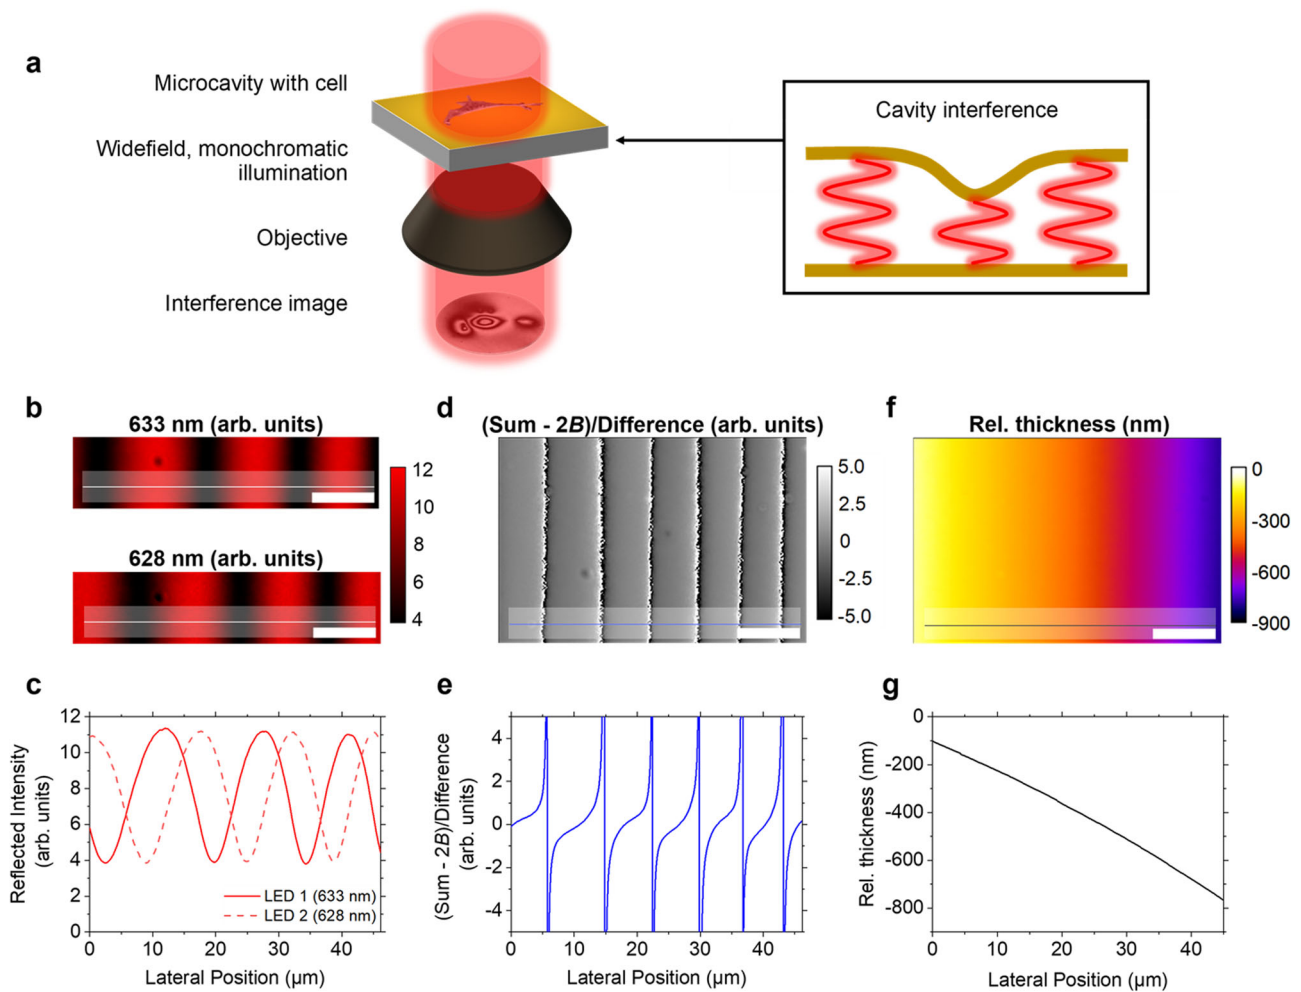 a
Microcavity with cell
Widefield, monochromatic
illumination
Objective
Interference image
Cavity interference
b
633 nm (arb. units)
628 nm (arb. units)
12
10
8
6
4
d
(Sum - 2B)/Difference (arb. units)
5.0
2.5
0
-2.5
-5.0
f
Rel. thickness (nm)
0
-300
-600
-900
c
Reflected Intensity
(arb. units)
12
10
8
6
4
2
0
LED 1 (633 nm)
LED 2 (628 nm)
0 10 20 30 40
Lateral Position (µm)
e
(Sum - 2B)/Difference
(arb. units)
4
2
0
-2
-4
0 10 20 30 40
Lateral Position (µm)
g
Rel. thickness (nm)
0
-200
-400
-600
-800
0 10 20 30 40
Lateral Position (µm)